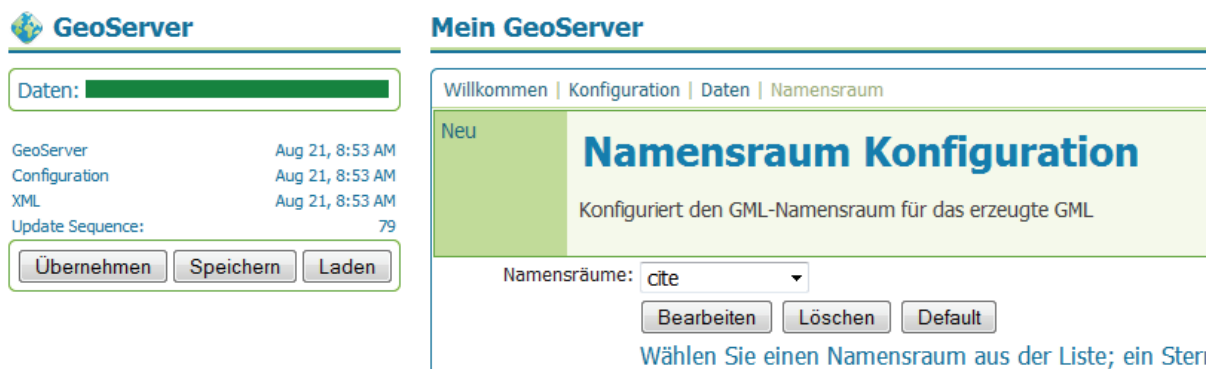 GeoServer
Daten:
GeoServer Aug 21, 8:53 AM
Configuration Aug 21, 8:53 AM
XML Aug 21, 8:53 AM
Update Sequence: 79
Übernehmen Speichern Laden
Mein GeoServer
Willkommen | Konfiguration | Daten | Namensraum
Neu
Namensraum Konfiguration
Konfiguriert den GML-Namensraum für das erzeugte GML
Namensräume: cite
Bearbeiten Löschen Default
Wählen Sie einen Namensraum aus der Liste; ein